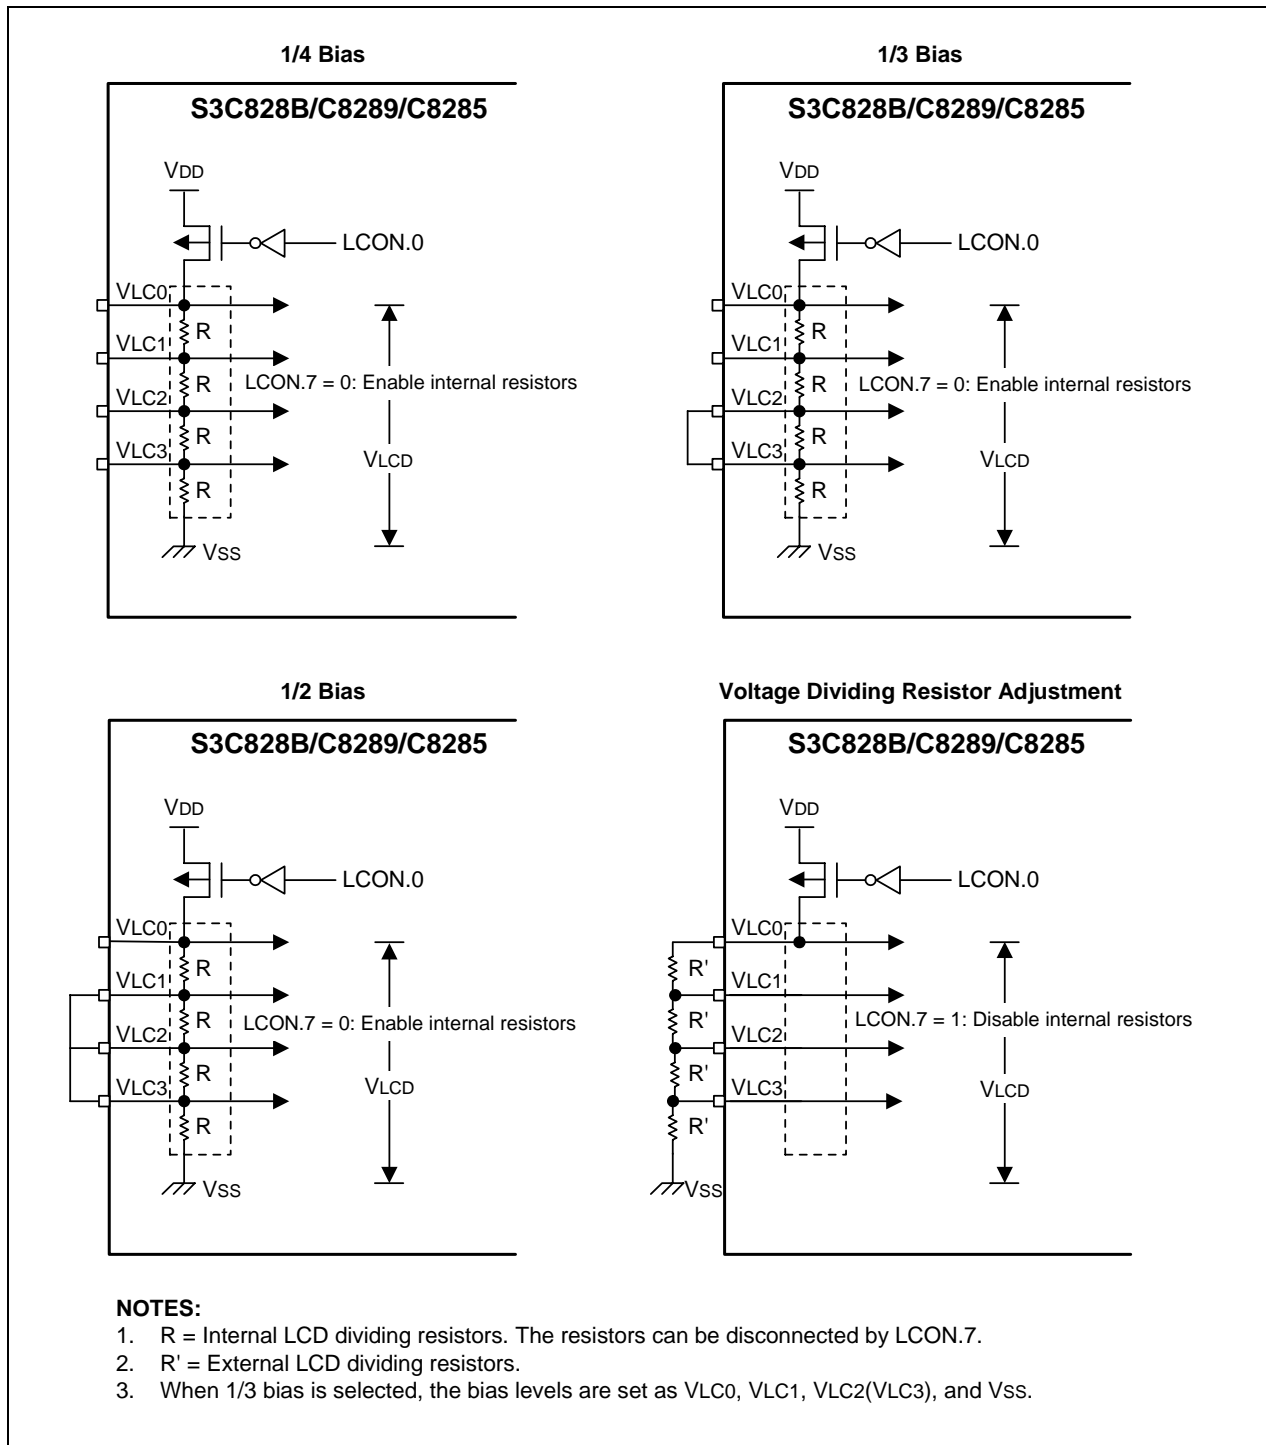 1/4 Bias
S3C828B/C8289/C8285
VDD
LCON.0
VLC0
R
VLC1
R
LCON.7 = 0: Enable internal resistors
VLC2
R
VLC3
VLCD
R
VSS
1/3 Bias
S3C828B/C8289/C8285
VDD
LCON.0
VLC0
R
VLC1
R
LCON.7 = 0: Enable internal resistors
VLC2
R
VLC3
VLCD
R
VSS
1/2 Bias
S3C828B/C8289/C8285
VDD
LCON.0
VLC0
R
VLC1
R
LCON.7 = 0: Enable internal resistors
VLC2
R
VLC3
VLCD
R
VSS
Voltage Dividing Resistor Adjustment
S3C828B/C8289/C8285
VDD
LCON.0
VLC0
R'
VLC1
R'
LCON.7 = 1: Disable internal resistors
VLC2
R'
VLC3
VLCD
R'
VSS
NOTES:
1. R = Internal LCD dividing resistors. The resistors can be disconnected by LCON.7.
2. R' = External LCD dividing resistors.
3. When 1/3 bias is selected, the bias levels are set as VLC0, VLC1, VLC2(VLC3), and VSS.